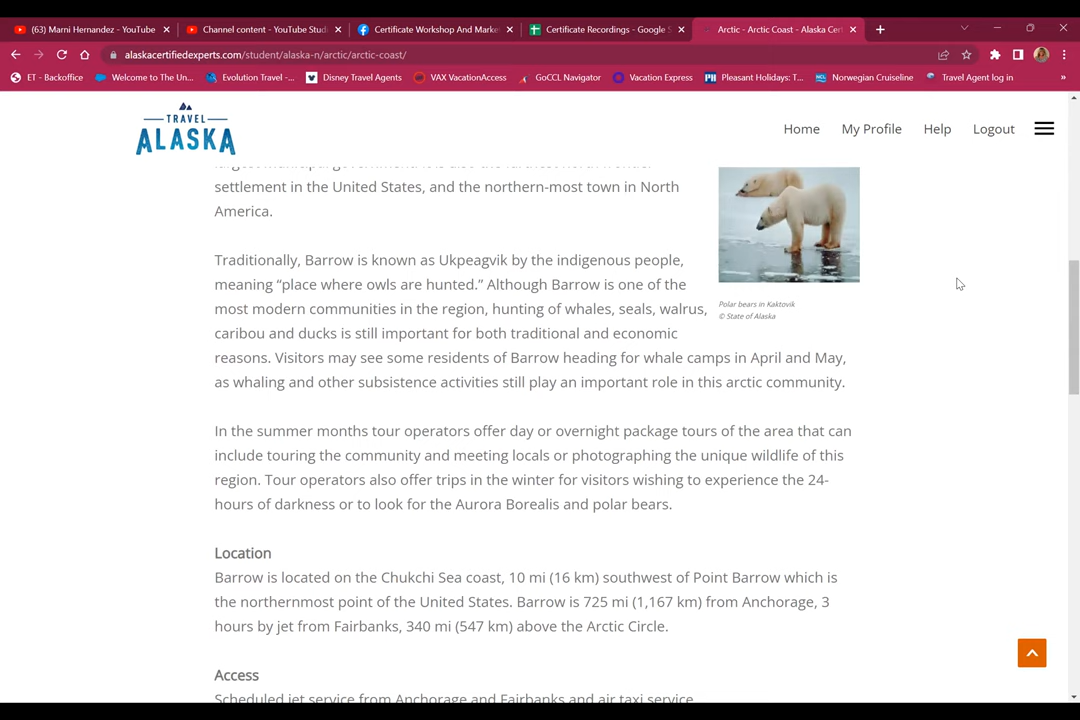 (63) Marni Hernandez - YouTube
Channel content - YouTube Stud
Certificate Workshop And Marke
Certificate Recordings - Google S
Arctic - Arctic Coast - Alaska Cer
alaskacertifiedexperts.com/student/alaska-n/arctic/arctic-coast/
ET - Backoffice
Welcome to The Un...
Evolution Travel -...
Disney Travel Agents
VAX VacationAccess
GoCCL Navigator
Vacation Express
Pleasant Holidays: T...
Norwegian Cruiseline
Travel Agent log in
TRAVEL
ALASKA
Home
My Profile
Help
Logout
settlement in the United States, and the northern-most town in North
America.
Traditionally, Barrow is known as Ukpeagvik by the indigenous people,
meaning “place where owls are hunted.” Although Barrow is one of the
most modern communities in the region, hunting of whales, seals, walrus,
caribou and ducks is still important for both traditional and economic
reasons. Visitors may see some residents of Barrow heading for whale camps in April and May,
as whaling and other subsistence activities still play an important role in this arctic community.
Polar bears in Kaktovik
© State of Alaska
In the summer months tour operators offer day or overnight package tours of the area that can
include touring the community and meeting locals or photographing the unique wildlife of this
region. Tour operators also offer trips in the winter for visitors wishing to experience the 24-
hours of darkness or to look for the Aurora Borealis and polar bears.
Location
Barrow is located on the Chukchi Sea coast, 10 mi (16 km) southwest of Point Barrow which is
the northernmost point of the United States. Barrow is 725 mi (1,167 km) from Anchorage, 3
hours by jet from Fairbanks, 340 mi (547 km) above the Arctic Circle.
Access
Scheduled jet service from Anchorage and Fairbanks and air taxi service